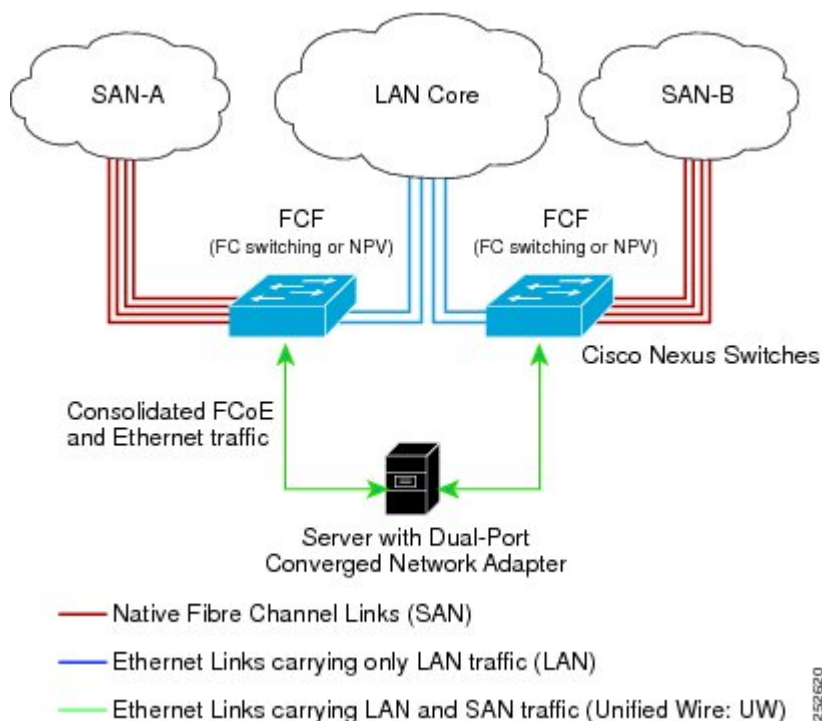 SAN-A
LAN Core
SAN-B
FCF
(FC switching or NPV)
FCF
(FC switching or NPV)
Cisco Nexus Switches
Consolidated FCoE
and Ethernet traffic
Server with Dual-Port
Converged Network Adapter
Native Fibre Channel Links (SAN)
Ethernet Links carrying only LAN traffic (LAN)
Ethernet Links carrying LAN and SAN traffic (Unified Wire: UW)
352620